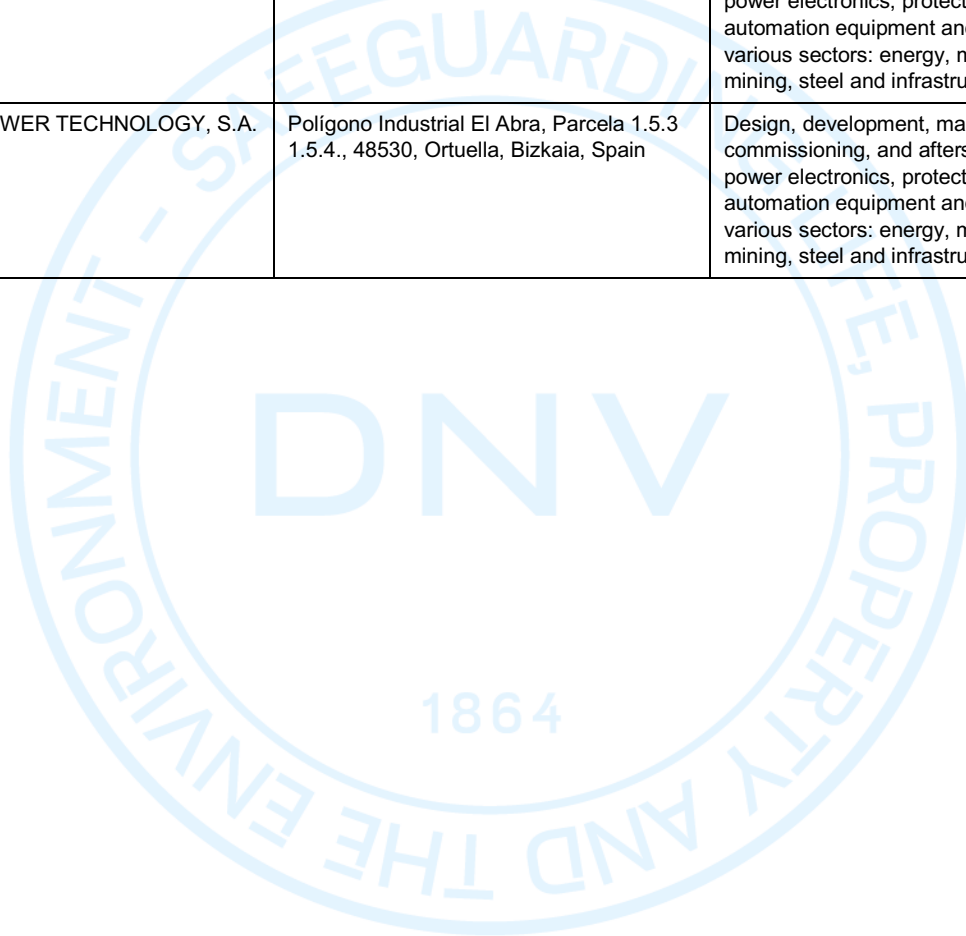 power electronics, protect
automation equipment and
various sectors: energy, m
mining, steel and infrastru
WER TECHNOLOGY, S.A.
Polígono Industrial El Abra, Parcela 1.5.3
1.5.4., 48530, Ortuella, Bizkaia, Spain
Design, development, ma
commissioning, and afters
power electronics, protect
automation equipment and
various sectors: energy, m
mining, steel and infrastru
SAFEGUARDING LIFE, PROPERTY AND THE ENVIRONMENT -
DNV
1864